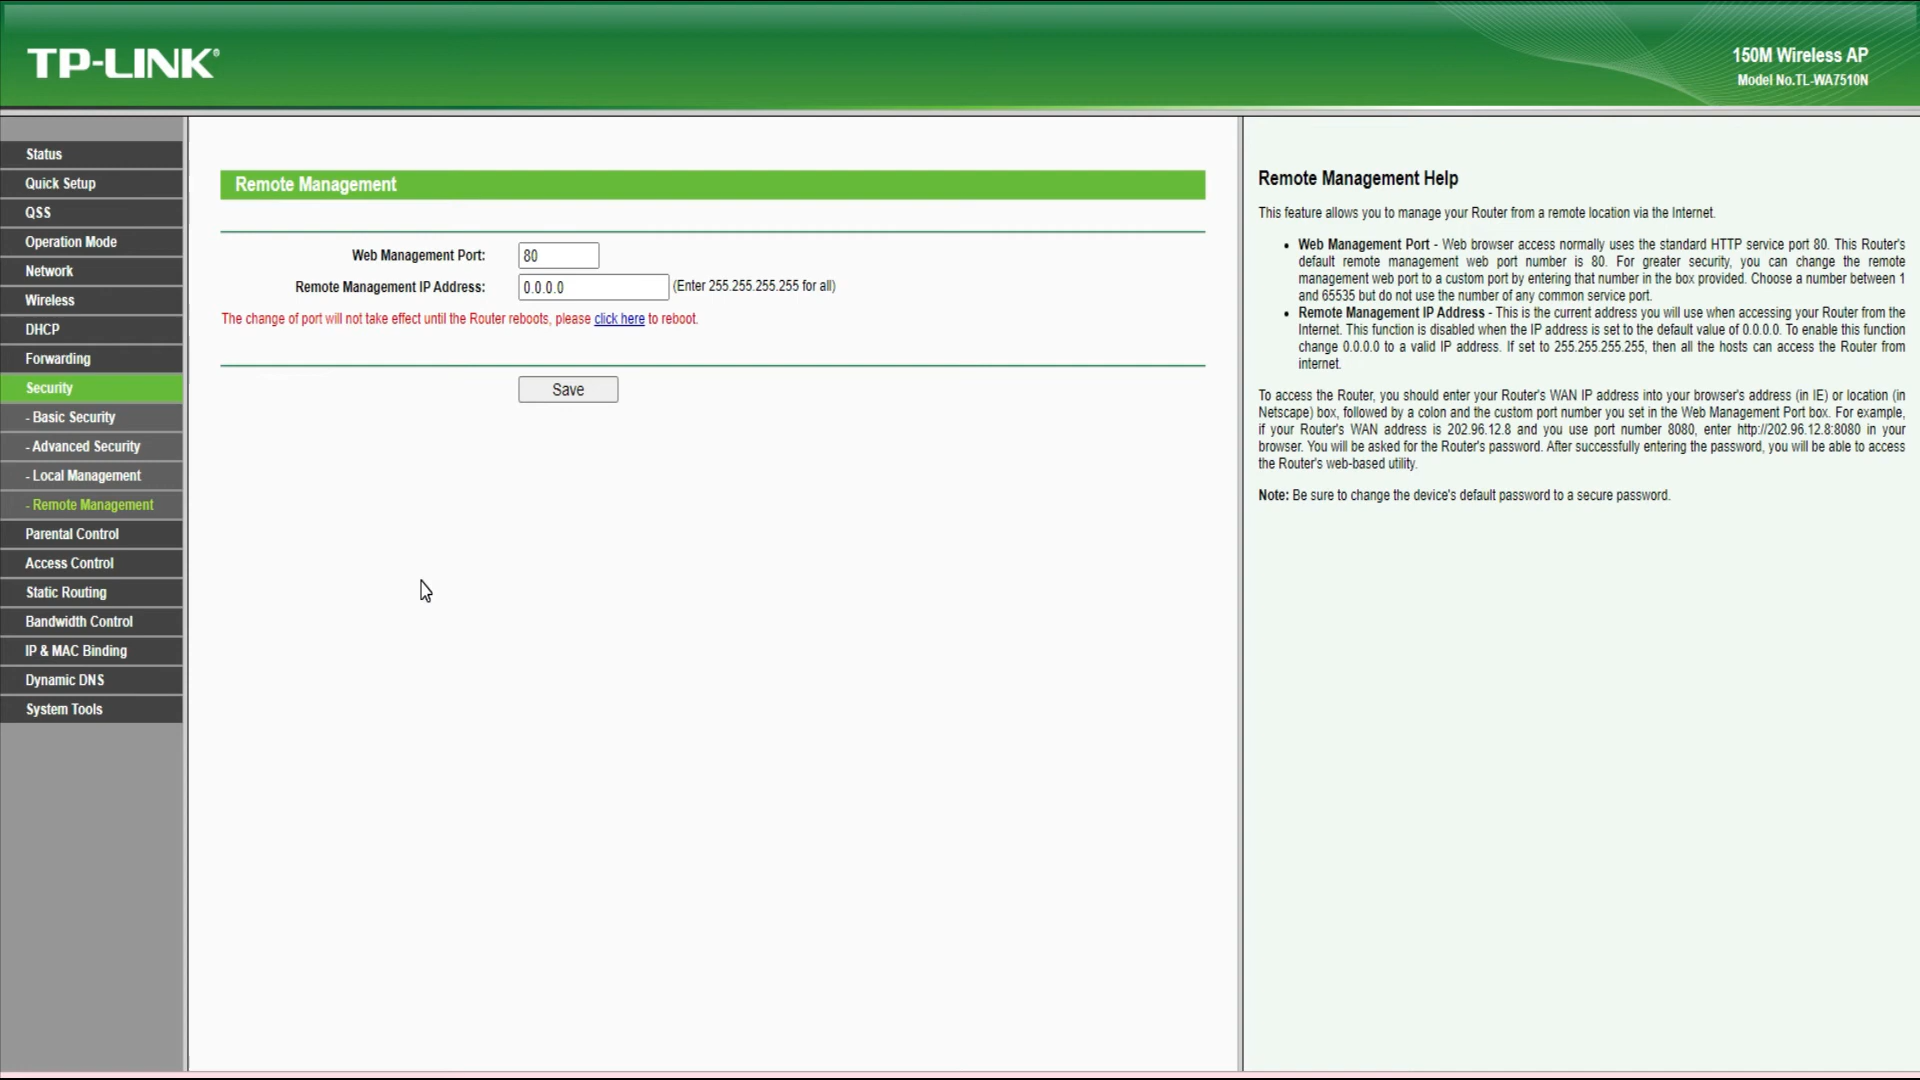 TP-LINK®
150M Wireless AP
Model No.TL-WA7510N
Status
Quick Setup
QSS
Operation Mode
Network
Wireless
DHCP
Forwarding
Security
- Basic Security
- Advanced Security
- Local Management
- Remote Management
Parental Control
Access Control
Static Routing
Bandwidth Control
IP & MAC Binding
Dynamic DNS
System Tools
Remote Management
Web Management Port: 80
Remote Management IP Address: 0.0.0.0 (Enter 255.255.255.255 for all)
The change of port will not take effect until the Router reboots, please click here to reboot.
Save
Remote Management Help
This feature allows you to manage your Router from a remote location via the Internet.
• Web Management Port - Web browser access normally uses the standard HTTP service port 80. This Router's
default remote management web port number is 80. For greater security, you can change the remote
management web port to a custom port by entering that number in the box provided. Choose a number between 1
and 65535 but do not use the number of any common service port.
• Remote Management IP Address - This is the current address you will use when accessing your Router from the
Internet. This function is disabled when the IP address is set to the default value of 0.0.0.0. To enable this function
change 0.0.0.0 to a valid IP address. If set to 255.255.255.255, then all the hosts can access the Router from
internet.
To access the Router, you should enter your Router's WAN IP address into your browser's address (in IE) or location (in
Netscape) box, followed by a colon and the custom port number you set in the Web Management Port box. For example,
if your Router's WAN address is 202.96.12.8 and you use port number 8080, enter http://202.96.12.8:8080 in your
browser. You will be asked for the Router's password. After successfully entering the password, you will be able to access
the Router's web-based utility.
Note: Be sure to change the device's default password to a secure password.